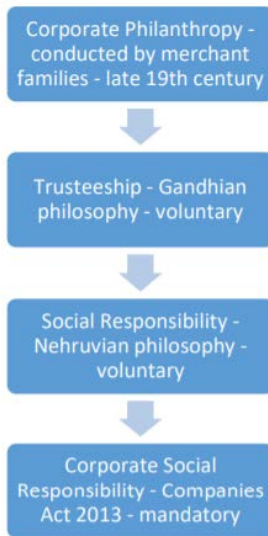 Corporate Philanthropy -
conducted by merchant
families - late 19th century
Trusteeship - Gandhian
philosophy - voluntary
Social Responsibility -
Nehruvian philosophy -
voluntary
Corporate Social
Responsibility - Companies
Act 2013 - mandatory